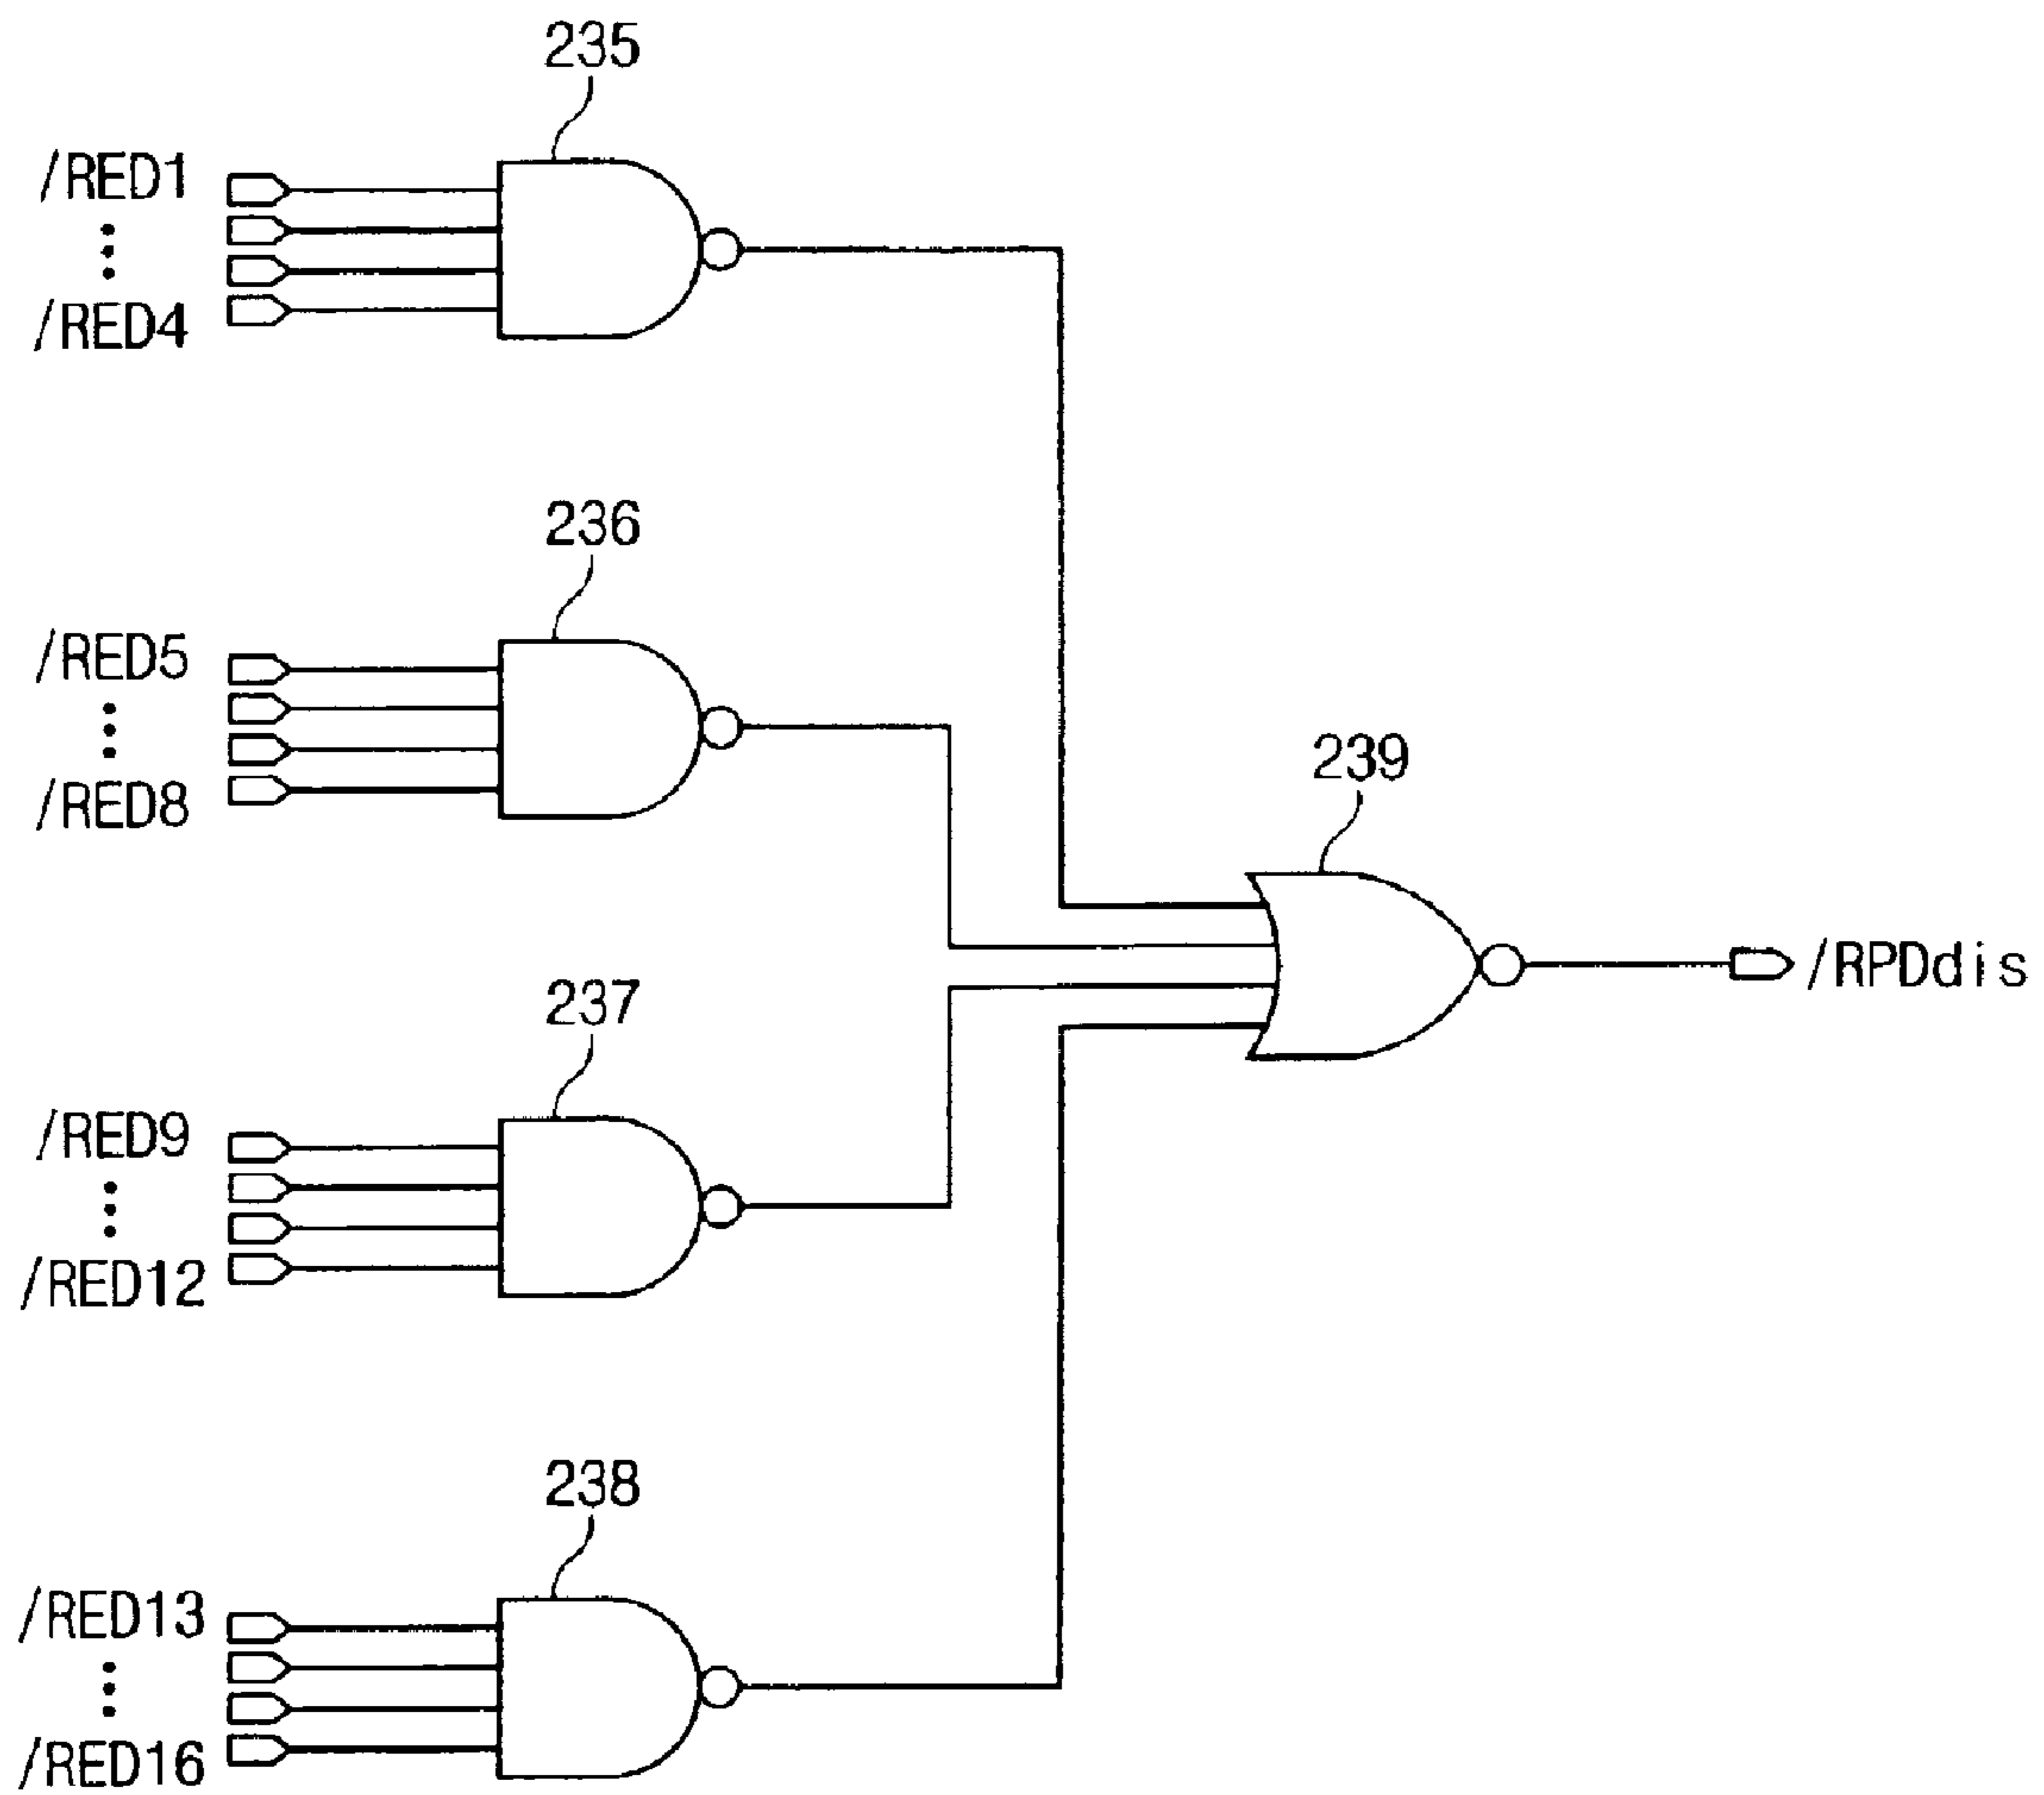 235
/RED1
/RED4
236
/RED5
/RED8
239
/RPDdis
237
/RED9
/RED12
238
/RED13
/RED16